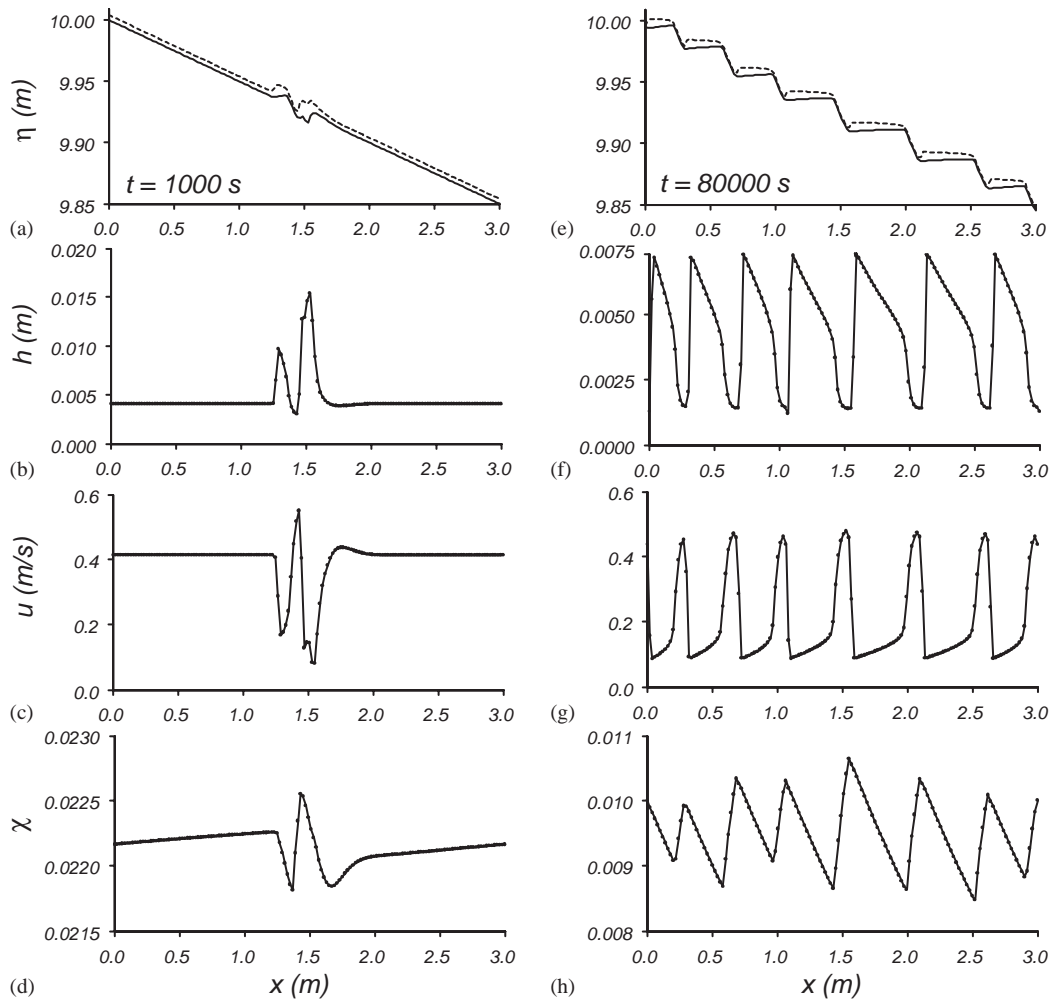 10.00
9.95
9.90
9.85
η (m)
t = 1000 s
(a)
0.0 0.5 1.0 1.5 2.0 2.5 3.0
0.020
0.015
0.010
0.005
0.000
h (m)
(b)
0.0 0.5 1.0 1.5 2.0 2.5 3.0
0.6
0.4
0.2
0.0
u (m/s)
(c)
0.0 0.5 1.0 1.5 2.0 2.5 3.0
0.0230
0.0225
0.0220
0.0215
χ
(d)
0.0 0.5 1.0 1.5 2.0 2.5 3.0
x (m)
10.00
9.95
9.90
9.85
t = 80000 s
(e)
0.0 0.5 1.0 1.5 2.0 2.5 3.0
0.0075
0.0050
0.0025
0.0000
(f)
0.0 0.5 1.0 1.5 2.0 2.5 3.0
0.6
0.4
0.2
0.0
(g)
0.0 0.5 1.0 1.5 2.0 2.5 3.0
0.011
0.010
0.009
0.008
(h)
0.0 0.5 1.0 1.5 2.0 2.5 3.0
x (m)